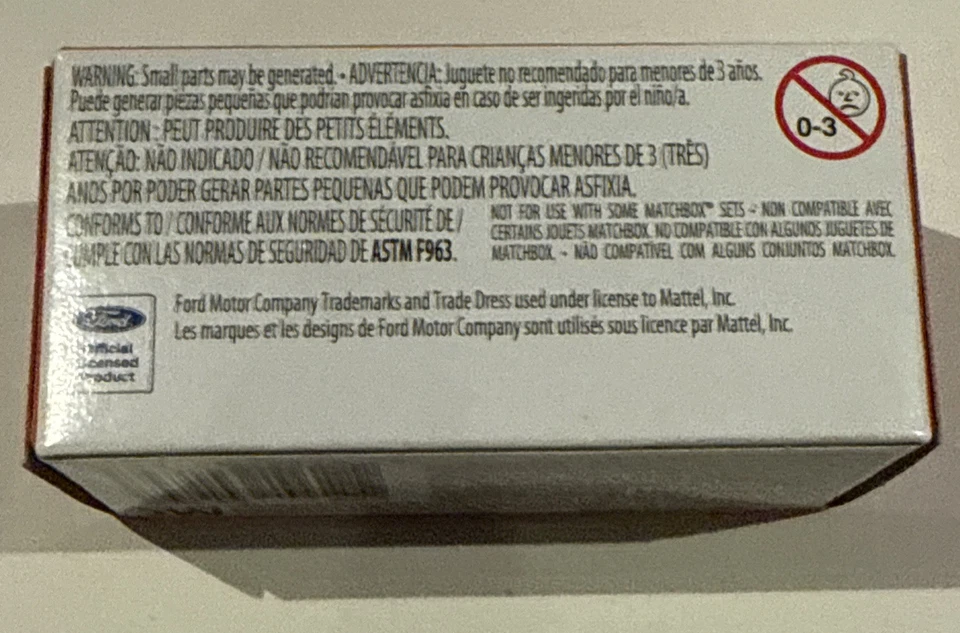 WARNING: Small parts may be generated. • ADVERTENCIA: Juguete no recomendado para menores de 3 años.
Puede generar piezas pequeñas que podrían provocar asfixia en caso de ser ingeridas por el niño/a.
ATTENTION : PEUT PRODUIRE DES PETITS ÉLÉMENTS.
ATENÇÃO: NÃO INDICADO / NÃO RECOMENDÁVEL PARA CRIANÇAS MENORES DE 3 (TRÊS)
ANOS POR PODER GERAR PARTES PEQUENAS QUE PODEM PROVOCAR ASFIXIA.
0-3
CONFORMS TO / CONFORME AUX NORMES DE SÉCURITÉ DE /
CUMPLE CON LAS NORMAS DE SEGURIDAD DE ASTM F963.
NOT FOR USE WITH SOME MATCHBOX™ SETS • NON COMPATIBLE AVEC
CERTAINS JOUETS MATCHBOX. NO COMPATIBLE CON ALGUNOS JUGUETES DE
MATCHBOX. • NÃO COMPATÍVEL COM ALGUNS CONJUNTOS MATCHBOX.
Ford
Official
Licensed
Product
Ford Motor Company Trademarks and Trade Dress used under license to Mattel, Inc.
Les marques et les designs de Ford Motor Company sont utilisés sous licence par Mattel, Inc.